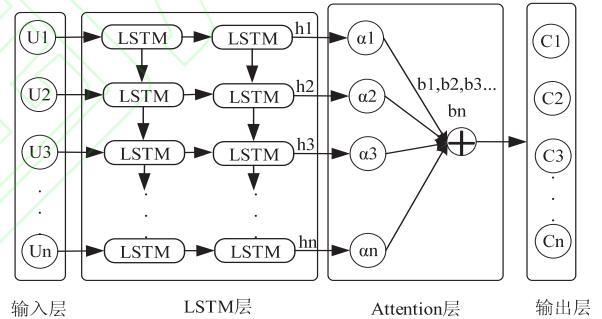 U1 LSTM LSTM h1 α1 C1
b1,b2,b3...
U2 LSTM LSTM h2 α2 C2
bn
U3 LSTM LSTM h3 α3 C3
Un LSTM LSTM hn αn Cn
输入层 LSTM层 Attention层 输出层